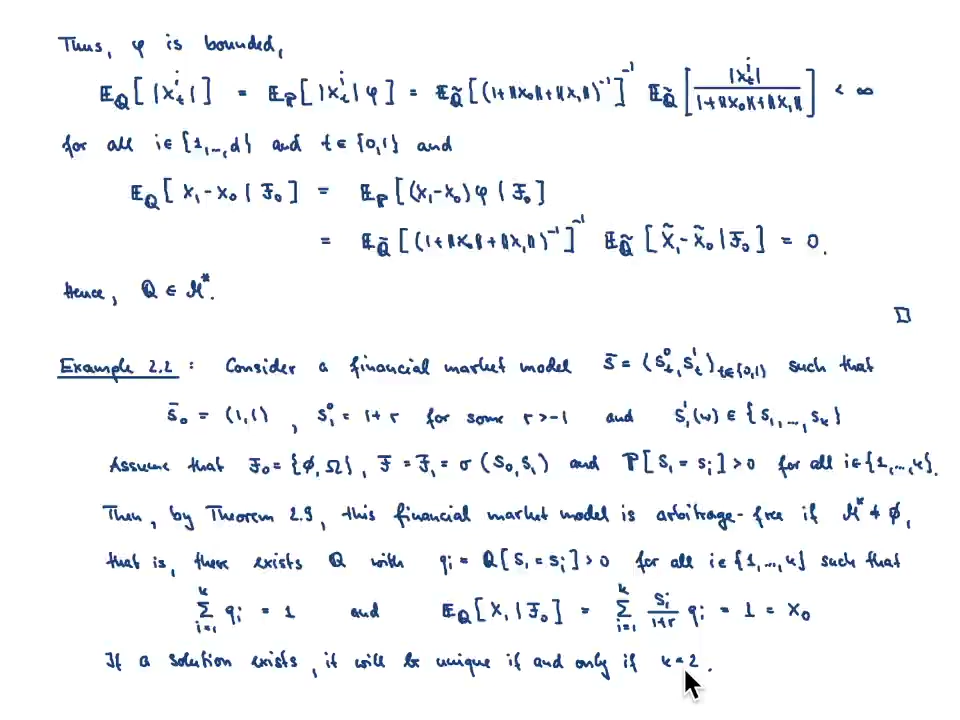 Thus, φ is bounded,
𝔼_ℚ[|X_t^i|] = 𝔼_ℙ[|X_t^i| φ] = 𝔼_ℚ̃[(1+‖X_0‖+‖X_1‖)^{-1}]^{-1} 𝔼_ℚ̃[|X_t^i| / (1+‖X_0‖+‖X_1‖)] < ∞
for all i∈{1,...,d} and t∈{0,1} and
𝔼_ℚ[X_1 - X_0 | ℱ_0] = 𝔼_ℙ[(X_1-X_0)φ | ℱ_0]
= 𝔼_ℚ̃[(1+‖X_0‖+‖X_1‖)^{-1}]^{-1} 𝔼_ℚ̃[X̃_1 - X̃_0 | ℱ_0] = 0.
Hence, ℚ ∈ ℳ*.
□
Example 2.2 : Consider a financial market model S̄ = (S_t^0, S_t^1)_{t∈{0,1}} such that
S̄_0 = (1,1), S_1^0 = 1+r for some r>-1 and S_1^1(ω) ∈ {s_1,...,s_k}
Assume that ℱ_0 = {∅,Ω}, ℱ = ℱ_1 = σ(S_0,S_1) and ℙ[S_1 = s_i] > 0 for all i∈{1,...,k}.
Then, by Theorem 2.9, this financial market model is arbitrage-free if ℳ* ≠ ∅,
that is, there exists ℚ with q_i = ℚ[S_1 = s_i] > 0 for all i∈{1,...,k} such that
∑_{i=1}^k q_i = 1 and 𝔼_ℚ[X_1 | ℱ_0] = ∑_{i=1}^k s_i/(1+r) q_i = 1 = X_0
If a solution exists, it will be unique if and only if k=2.